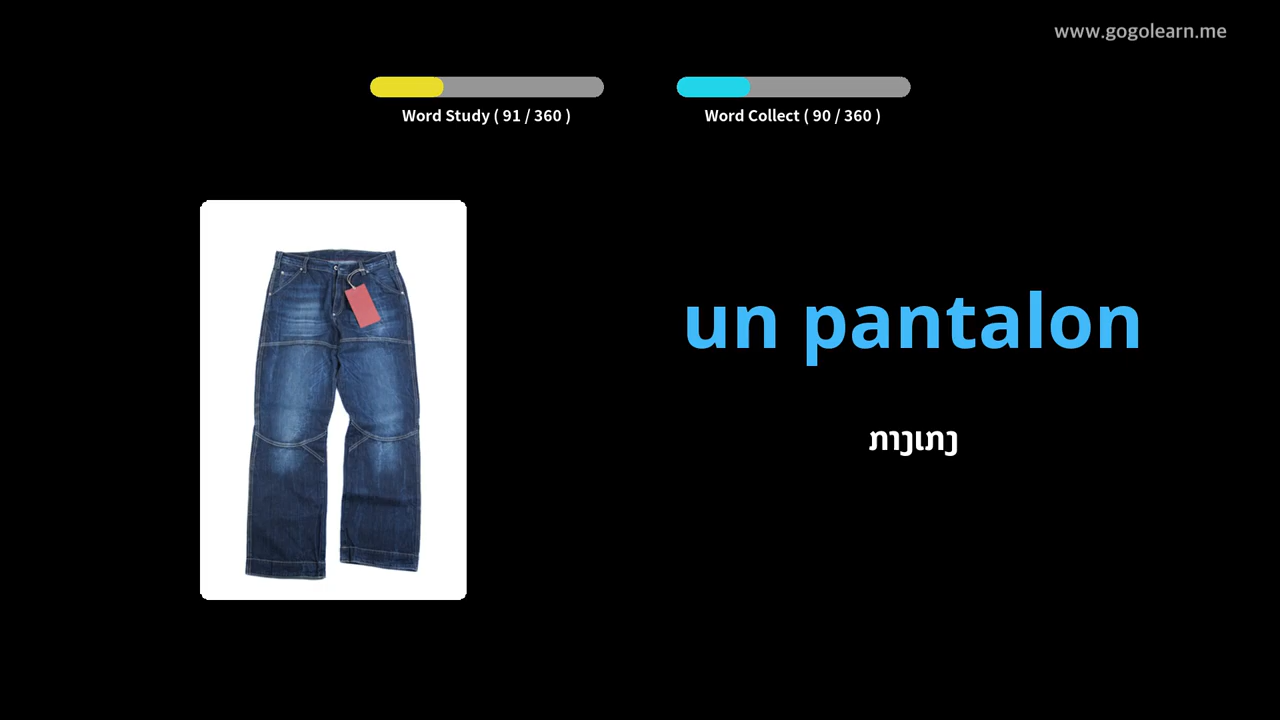 www.gogolearn.me
Word Study ( 91 / 360 )
Word Collect ( 90 / 360 )
un pantalon
ກາງເກງ